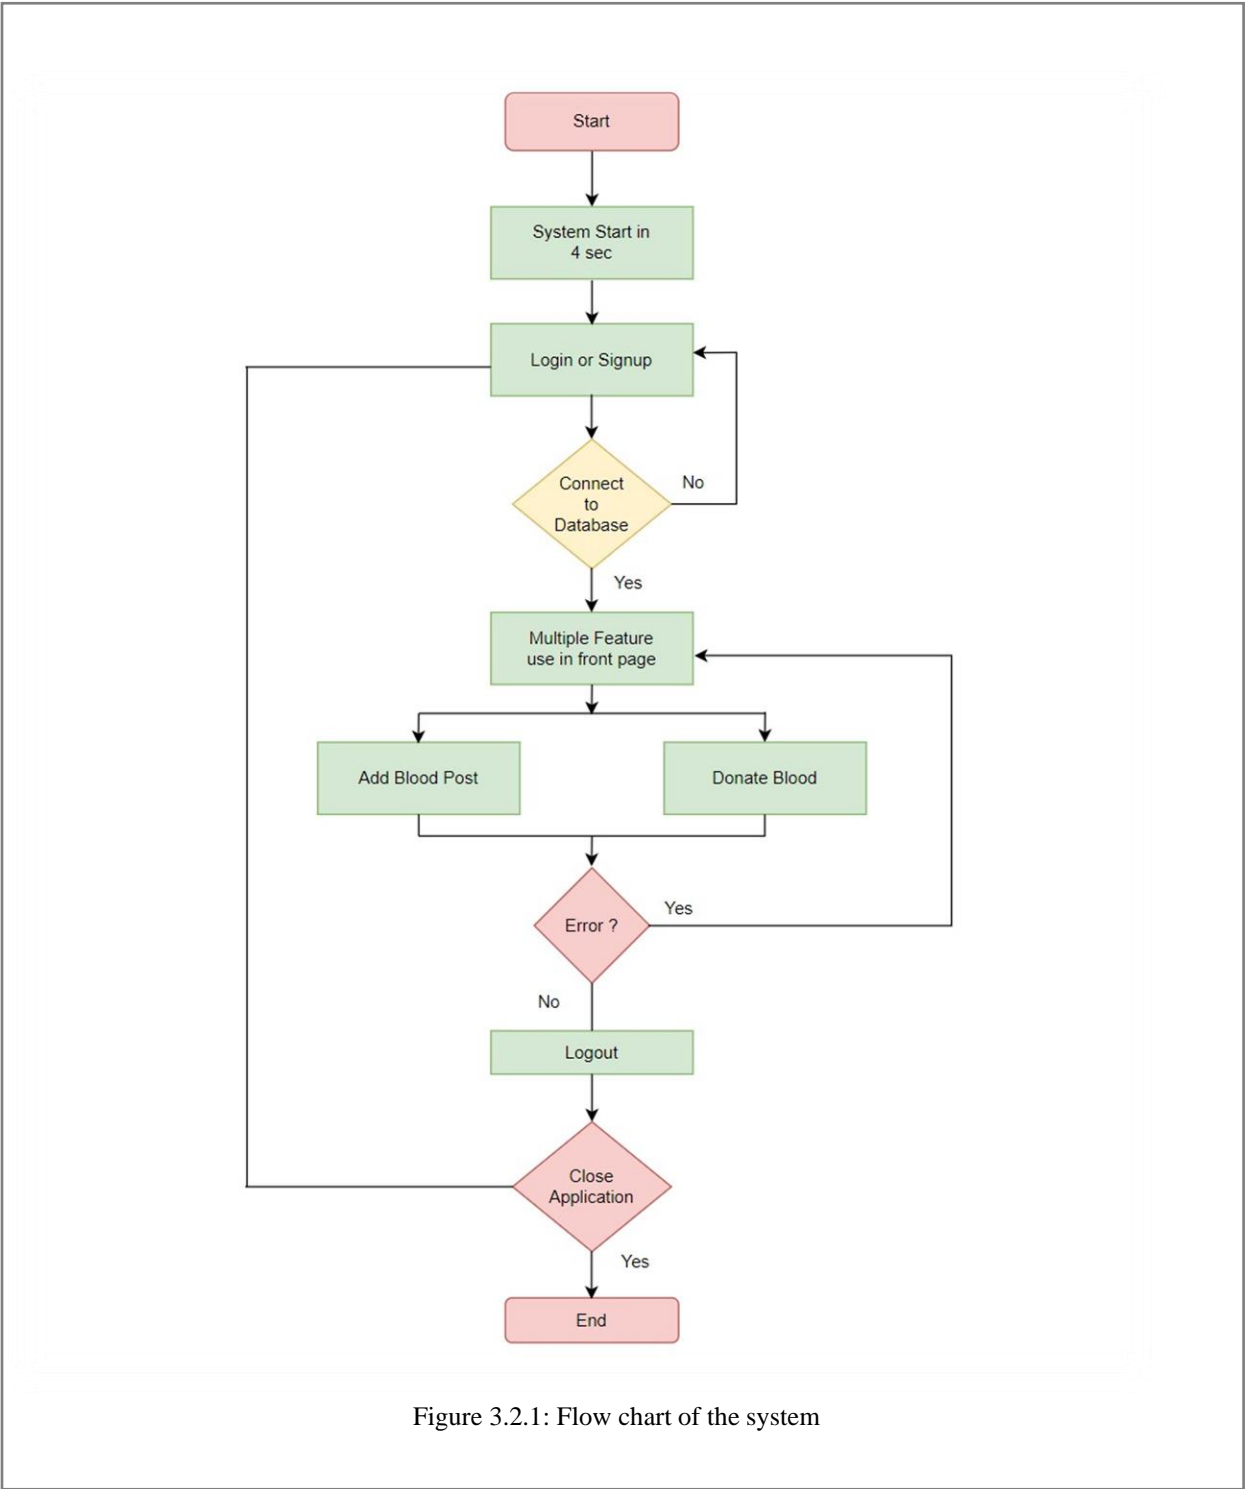 Start
System Start in
4 sec
Login or Signup
Connect
to
Database
No
Yes
Multiple Feature
use in front page
Add Blood Post
Donate Blood
Error ?
Yes
No
Logout
Close
Application
Yes
End
Figure 3.2.1: Flow chart of the system